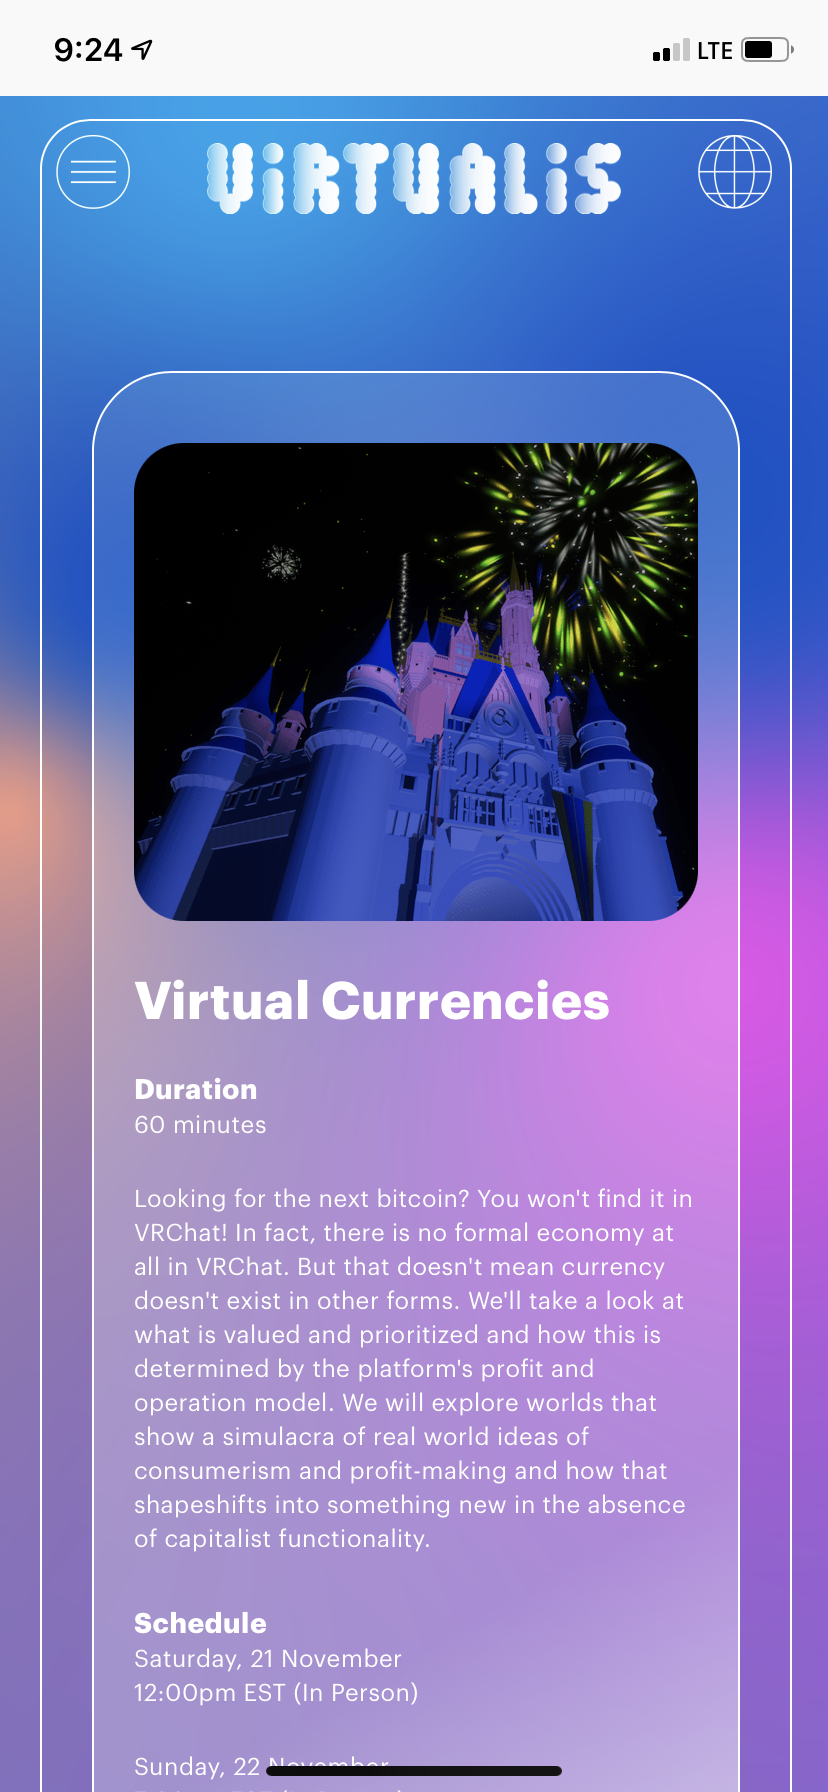 9:24
LTE
ViRTUALiS
Virtual Currencies
Duration
60 minutes
Looking for the next bitcoin? You won't find it in
VRChat! In fact, there is no formal economy at
all in VRChat. But that doesn't mean currency
doesn't exist in other forms. We'll take a look at
what is valued and prioritized and how this is
determined by the platform's profit and
operation model. We will explore worlds that
show a simulacra of real world ideas of
consumerism and profit-making and how that
shapeshifts into something new in the absence
of capitalist functionality.
Schedule
Saturday, 21 November
12:00pm EST (In Person)
Sunday, 22 November